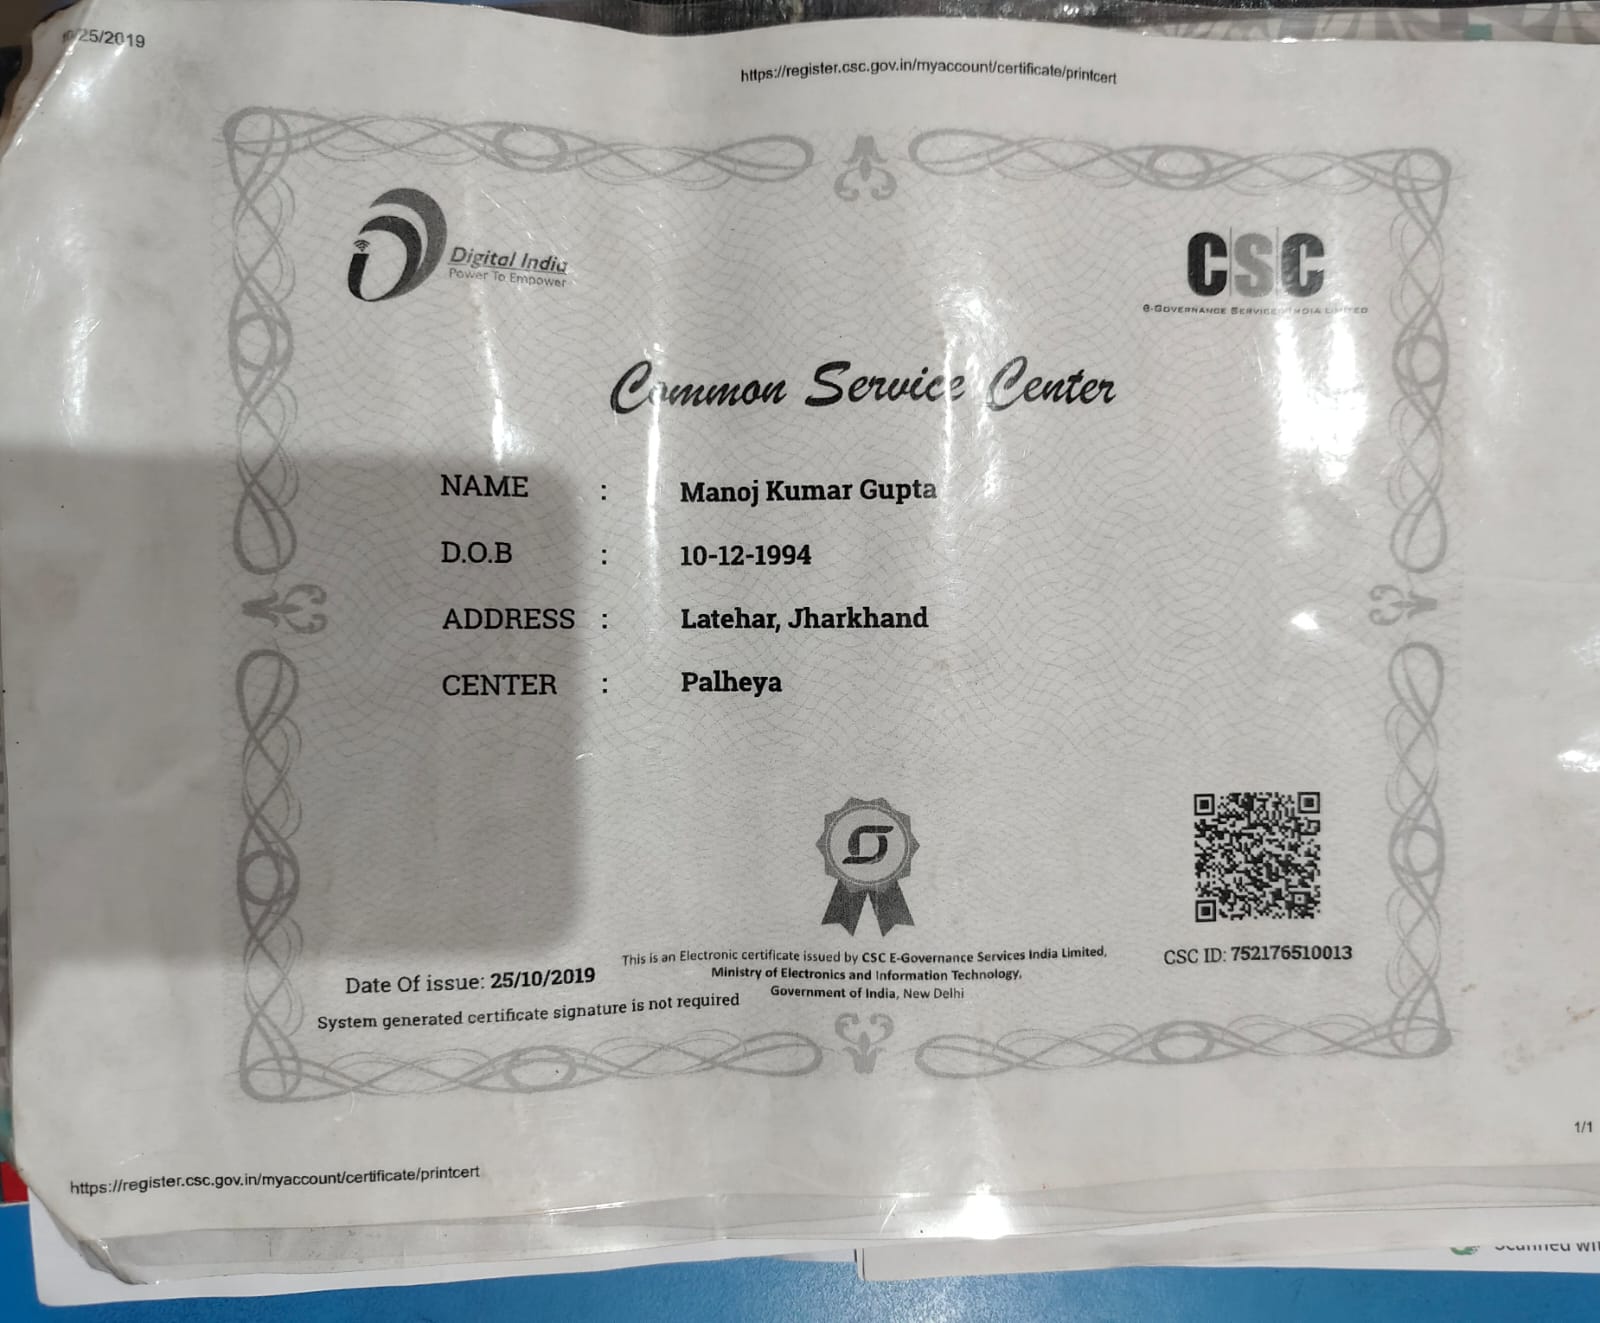 25/2019
https://register.csc.gov.in/myaccount/certificate/printcert
Digital India
Power To Empower
CSC
e-Governance Services India Limited
Common Service Center
NAME : Manoj Kumar Gupta
D.O.B : 10-12-1994
ADDRESS : Latehar, Jharkhand
CENTER : Palheya
This is an Electronic certificate issued by CSC E-Governance Services India Limited,
Ministry of Electronics and Information Technology,
Government of India, New Delhi
CSC ID: 752176510013
Date Of issue: 25/10/2019
System generated certificate signature is not required
1/1
https://register.csc.gov.in/myaccount/certificate/printcert